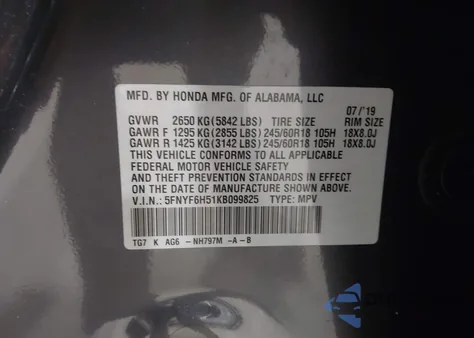 MFD. BY HONDA MFG. OF ALABAMA, LLC
07/'19
GVWR 2650 KG(5842 LBS) TIRE SIZE RIM SIZE
GAWR F 1295 KG(2855 LBS)245/60R18 105H 18X8.0J
GAWR R 1425 KG(3142 LBS)245/60R18 105H 18X8.0J
THIS VEHICLE CONFORMS TO ALL APPLICABLE
FEDERAL MOTOR VEHICLE SAFETY
AND THEFT PREVENTION STANDARDS
IN EFFECT ON THE DATE OF MANUFACTURE SHOWN ABOVE.
V.I.N.: 5FNYF6H51KB099825 TYPE: MPV
TG7 K AG6 -NH797M -A-B